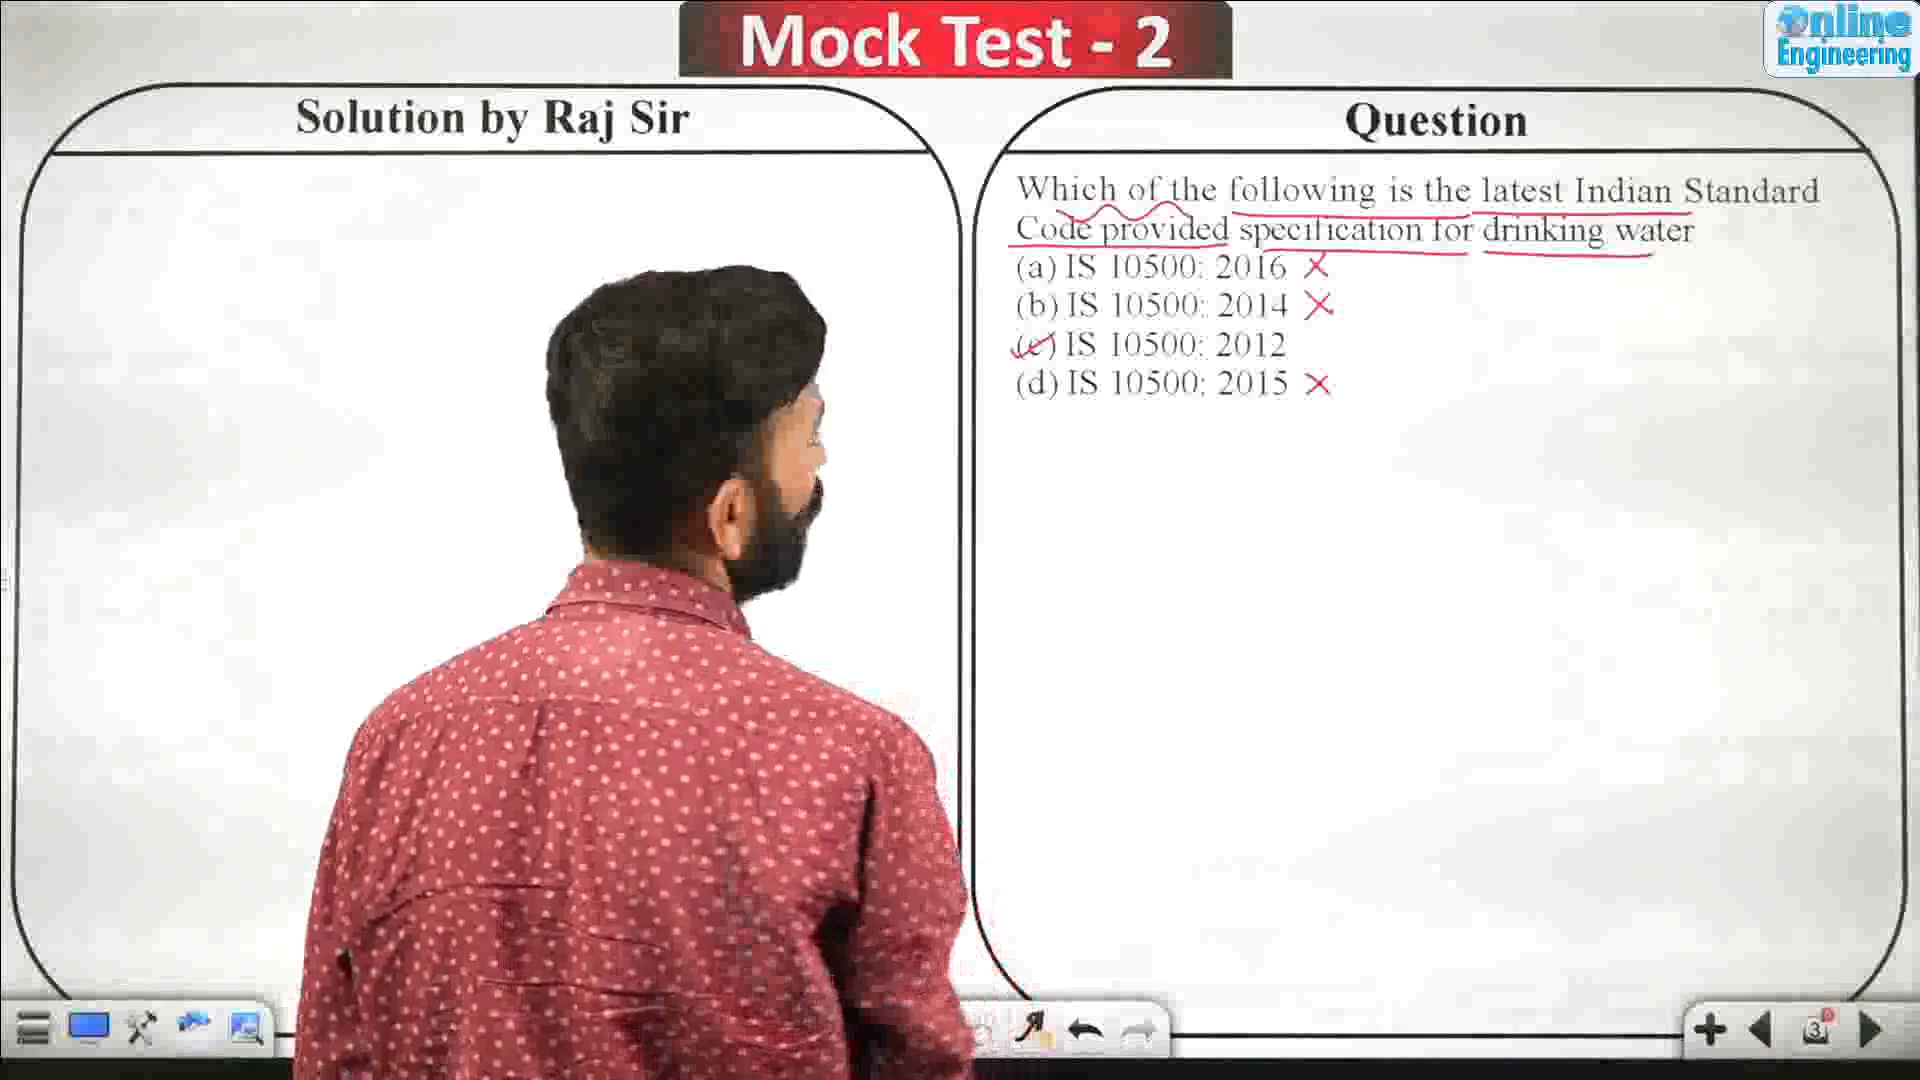 Mock Test - 2
Online
Engineering
Solution by Raj Sir
Question
Which of the following is the latest Indian Standard
Code provided specification for drinking water
(a) IS 10500: 2016
(b) IS 10500: 2014
(c) IS 10500: 2012
(d) IS 10500: 2015
3